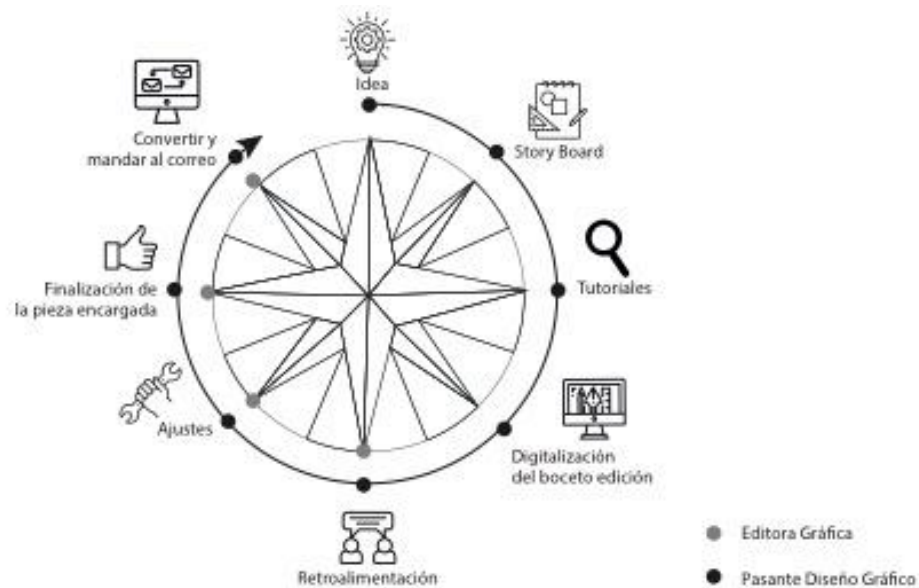 Idea
Story Board
Tutoriales
Digitalización
del boceto edición
Retroalimentación
Ajustes
Finalización de
la pieza encargada
Convertir y
mandar al correo
Editora Gráfica
Pasante Diseño Gráfico